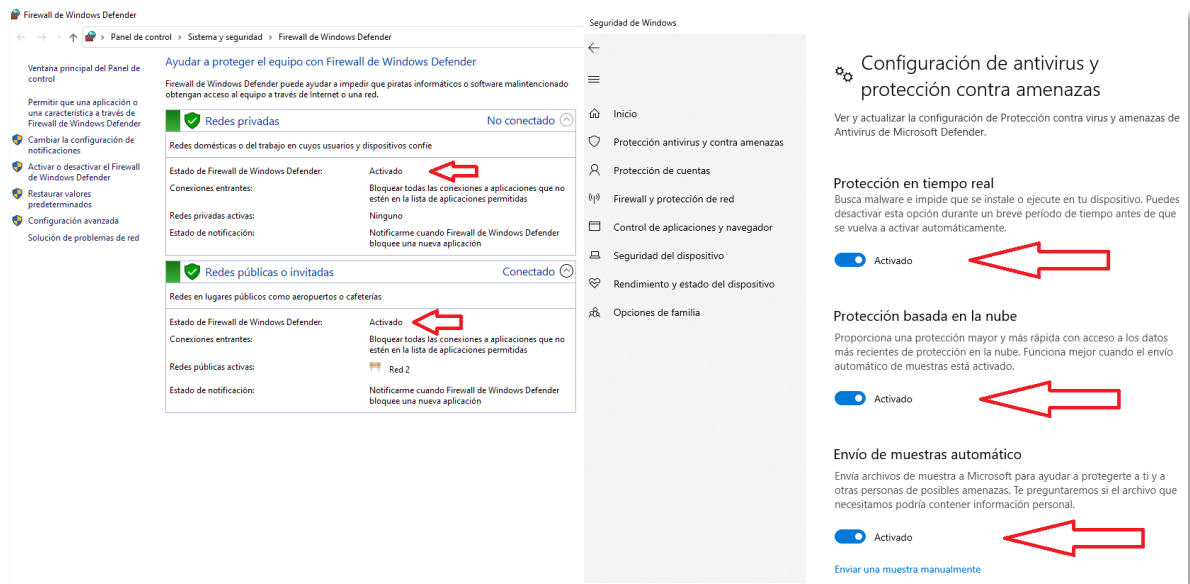 Firewall de Windows Defender
Panel de control > Sistema y seguridad > Firewall de Windows Defender
Ventana principal del Panel de
control
Permitir que una aplicación o
una característica a través de
Firewall de Windows Defender
Cambiar la configuración de
notificaciones
Activar o desactivar el Firewall
de Windows Defender
Restaurar valores
predeterminados
Configuración avanzada
Solución de problemas de red
Ayudar a proteger el equipo con Firewall de Windows Defender
Firewall de Windows Defender puede ayudar a impedir que piratas informáticos o software malintencionado
obtengan acceso al equipo a través de Internet o una red.
Redes privadas No conectado
Redes domésticas o del trabajo en cuyos usuarios y dispositivos confíe
Estado de Firewall de Windows Defender: Activado
Conexiones entrantes: Bloquear todas las conexiones a aplicaciones que no
estén en la lista de aplicaciones permitidas
Redes privadas activas: Ninguno
Estado de notificación: Notificarme cuando Firewall de Windows Defender
bloquee una nueva aplicación
Redes públicas o invitadas Conectado
Redes en lugares públicos como aeropuertos o cafeterías
Estado de Firewall de Windows Defender: Activado
Conexiones entrantes: Bloquear todas las conexiones a aplicaciones que no
estén en la lista de aplicaciones permitidas
Redes públicas activas: Red 2
Estado de notificación: Notificarme cuando Firewall de Windows Defender
bloquee una nueva aplicación
Seguridad de Windows
Inicio
Protección antivirus y contra amenazas
Protección de cuentas
Firewall y protección de red
Control de aplicaciones y navegador
Seguridad del dispositivo
Rendimiento y estado del dispositivo
Opciones de familia
Configuración de antivirus y
protección contra amenazas
Ver y actualizar la configuración de Protección contra virus y amenazas de
Antivirus de Microsoft Defender.
Protección en tiempo real
Busca malware e impide que se instale o ejecute en tu dispositivo. Puedes
desactivar esta opción durante un breve período de tiempo antes de que
se vuelva a activar automáticamente.
Activado
Protección basada en la nube
Proporciona una protección mayor y más rápida con acceso a los datos
más recientes de protección en la nube. Funciona mejor cuando el envío
automático de muestras está activado.
Activado
Envío de muestras automático
Envía archivos de muestra a Microsoft para ayudar a protegerte a ti y a
otras personas de posibles amenazas. Te preguntaremos si el archivo que
necesitamos podría contener información personal.
Activado
Enviar una muestra manualmente